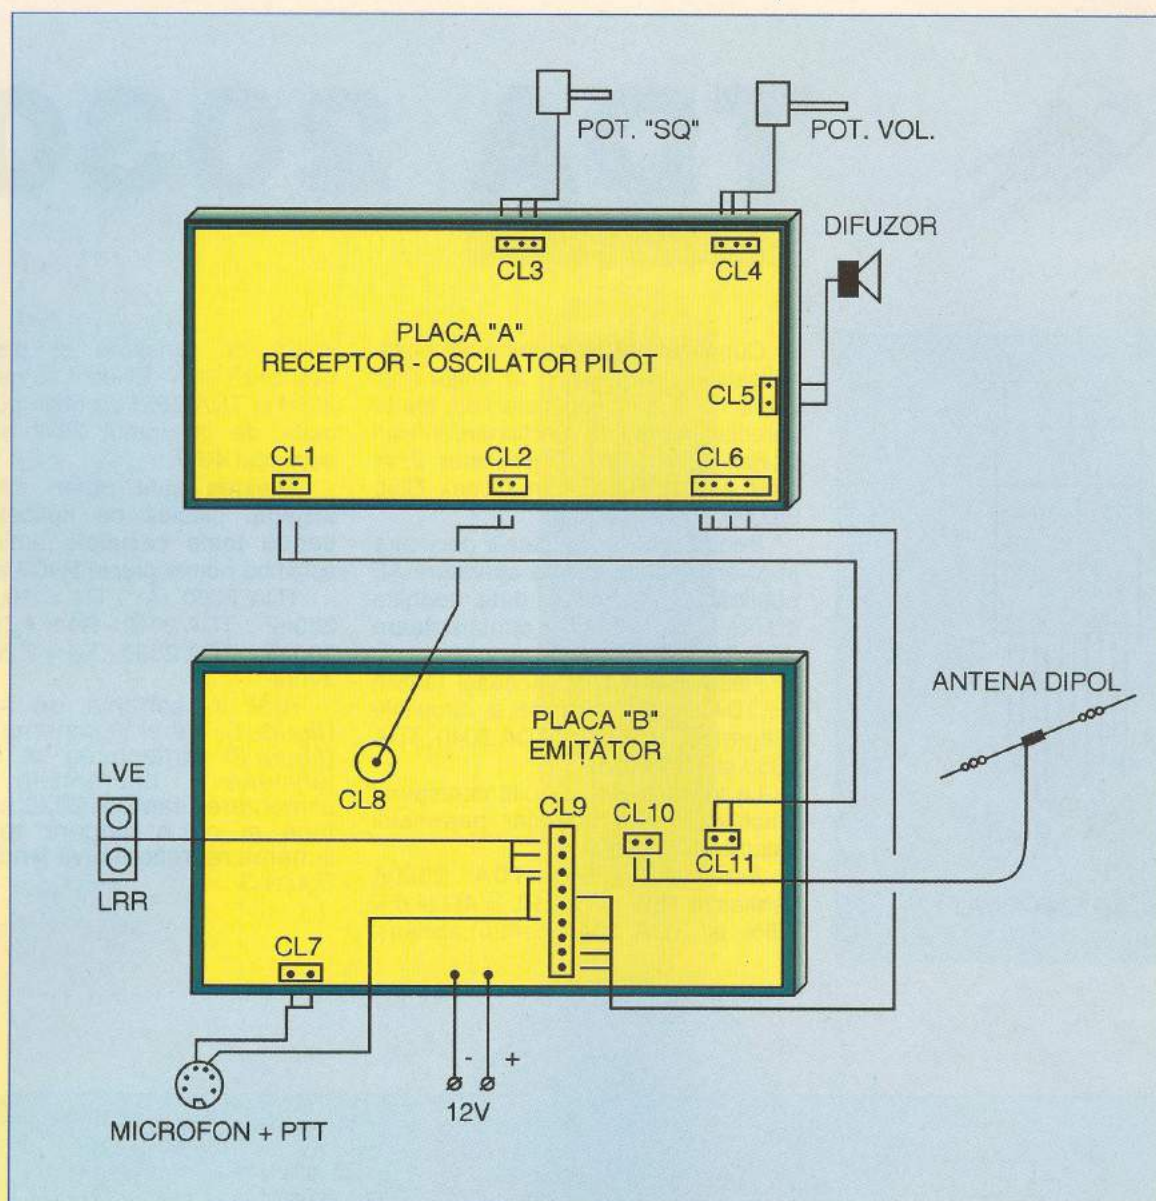 POT. "SQ"
POT. VOL.
DIFUZOR
CL3
CL4
PLACA "A"
RECEPTOR - OSCILATOR PILOT
CL5
CL1
CL2
CL6
ANTENA DIPOL
PLACA "B"
EMIȚĂTOR
LVE
CL8
CL9
CL10
CL11
LRR
CL7
- +
12V
MICROFON + PTT